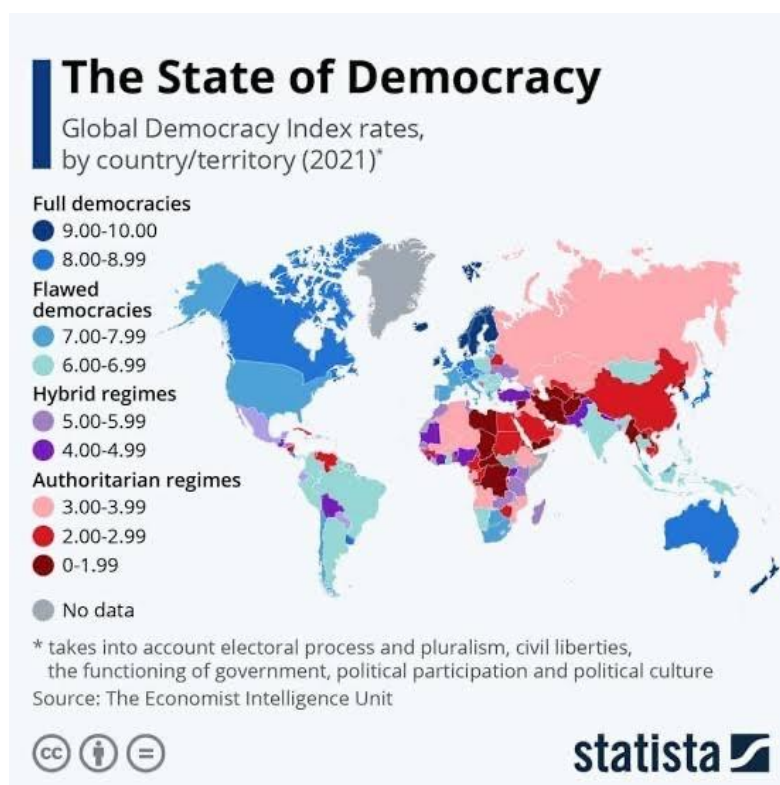 The State of Democracy
Global Democracy Index rates,
by country/territory (2021)*
Full democracies
9.00-10.00
8.00-8.99
Flawed
democracies
7.00-7.99
6.00-6.99
Hybrid regimes
5.00-5.99
4.00-4.99
Authoritarian regimes
3.00-3.99
2.00-2.99
0-1.99
No data
* takes into account electoral process and pluralism, civil liberties,
the functioning of government, political participation and political culture
Source: The Economist Intelligence Unit
cc
statista